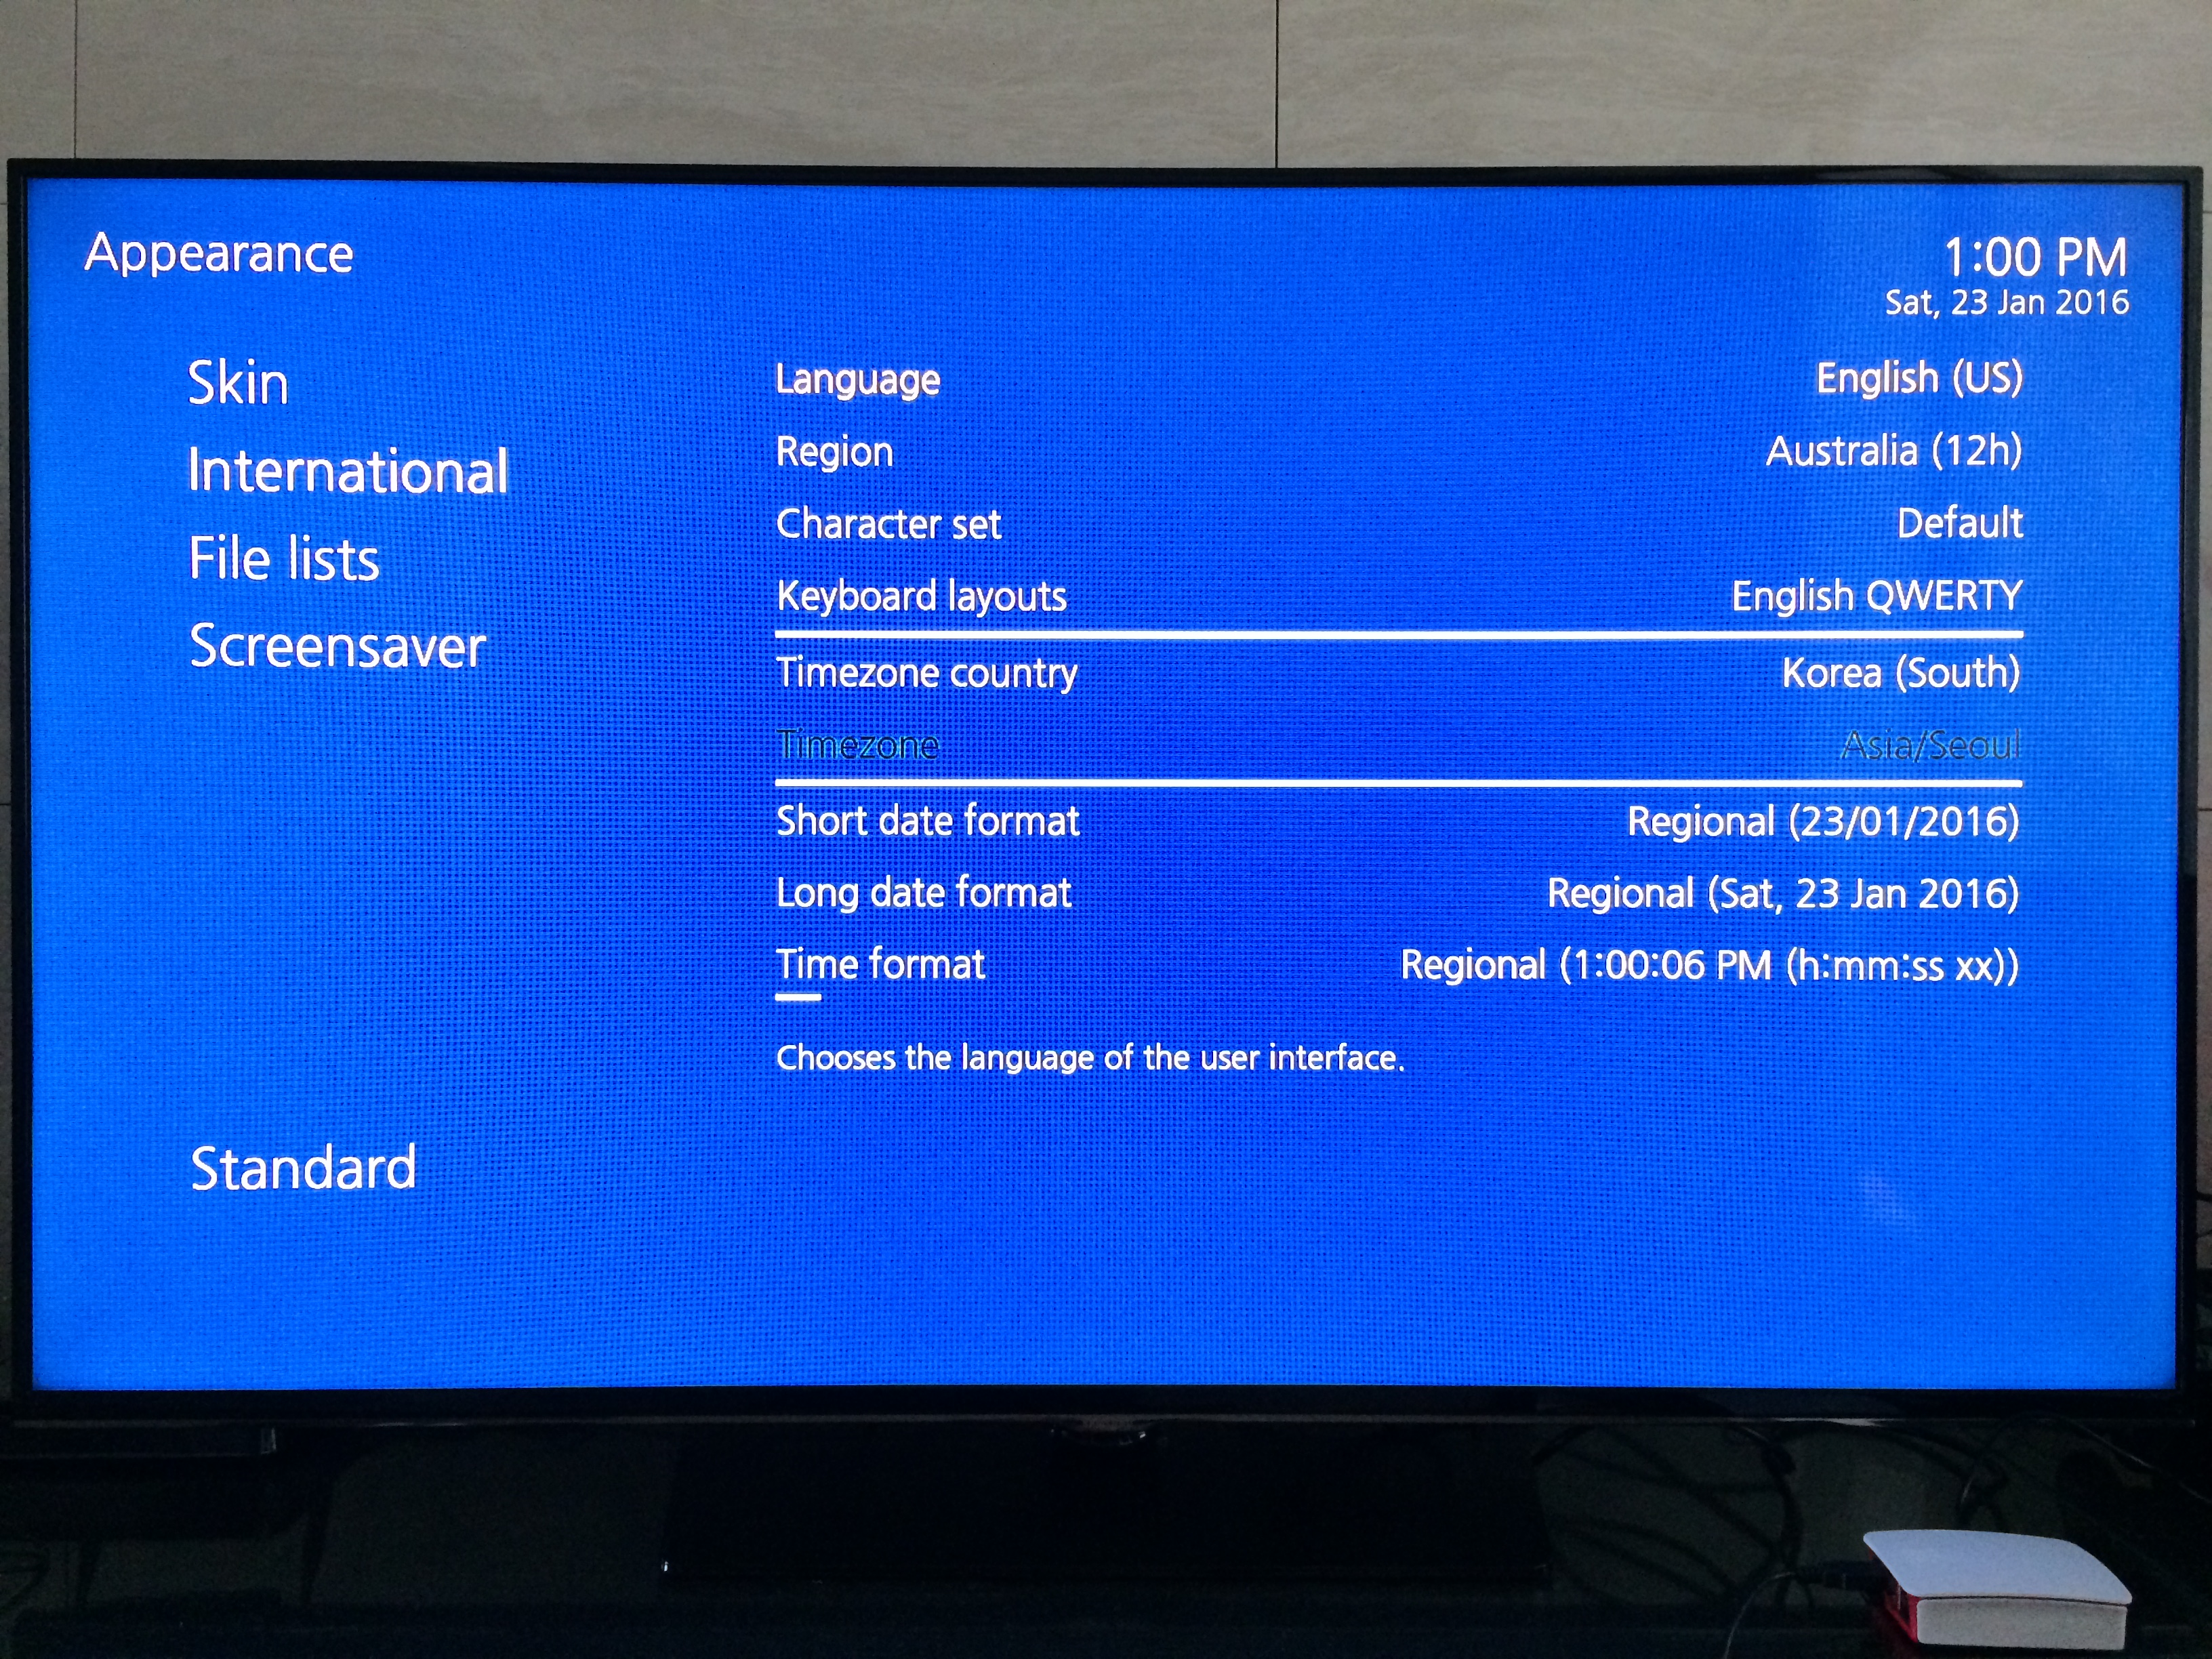 Appearance
1:00 PM
Sat, 23 Jan 2016
Skin
International
File lists
Screensaver
Language English (US)
Region Australia (12h)
Character set Default
Keyboard layouts English QWERTY
Timezone country Korea (South)
Timezone Asia/Seoul
Short date format Regional (23/01/2016)
Long date format Regional (Sat, 23 Jan 2016)
Time format Regional (1:00:06 PM (h:mm:ss xx))
Chooses the language of the user interface.
Standard